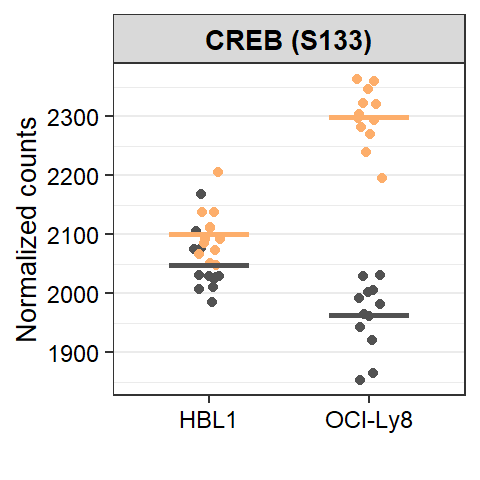 CREB (S133)
Normalized counts
2300
2200
2100
2000
1900
HBL1
OCI-Ly8